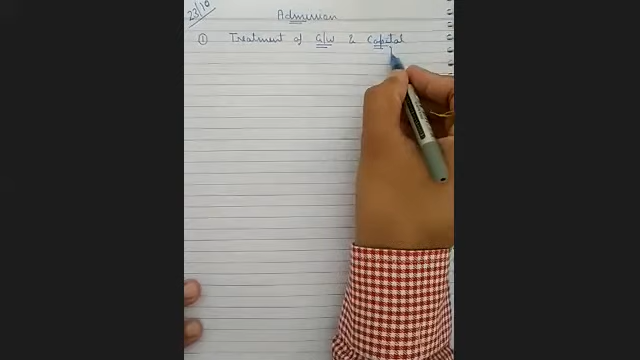 23/10
Admission
① Treatment of G/W & Capital